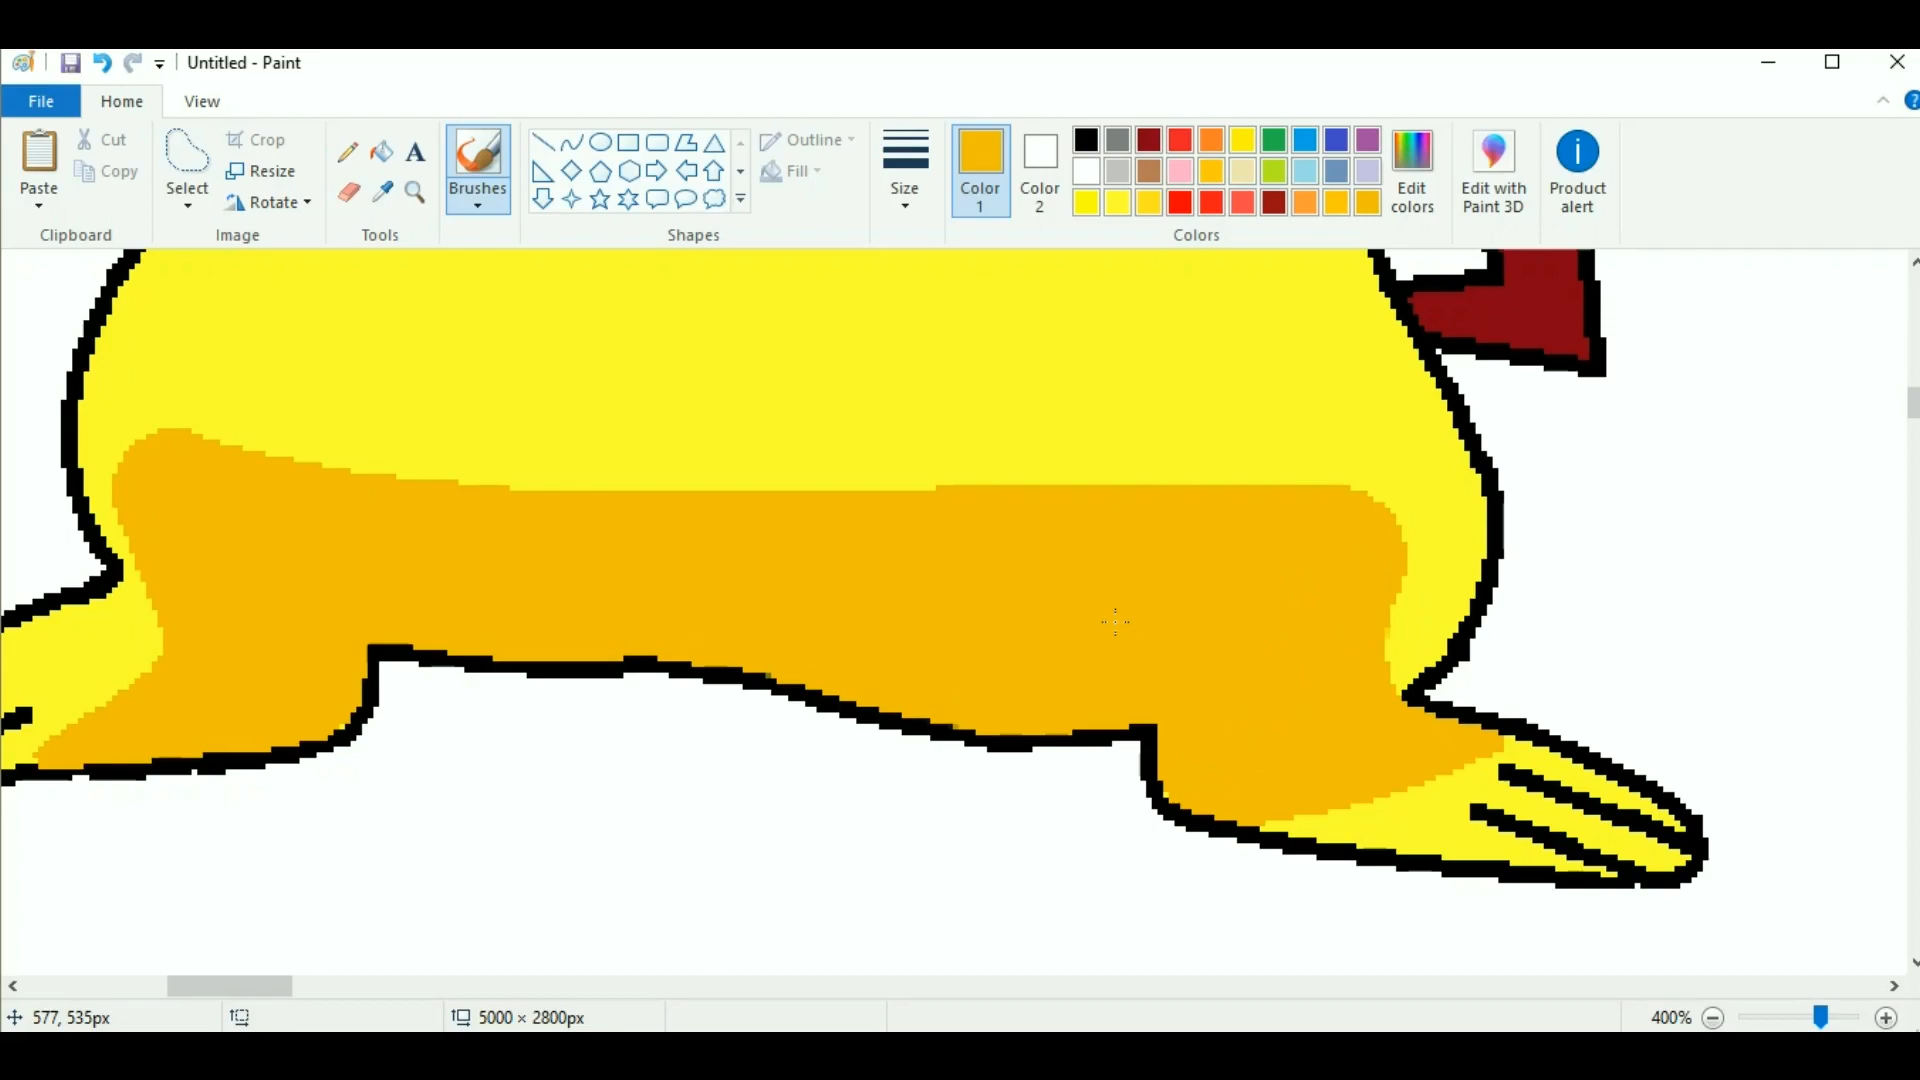 Untitled - Paint
File Home View
Paste Cut Copy
Clipboard
Select Crop Resize Rotate
Image
A
Tools
Brushes
Outline Fill
Shapes
Size
Color 1
Color 2
Edit colors
Colors
Edit with Paint 3D
Product alert
577, 535px
5000 × 2800px
400%